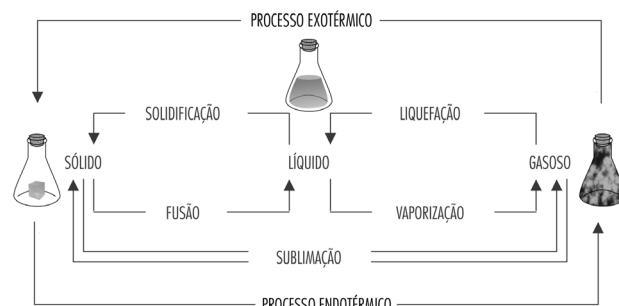 PROCESSO EXOTÉRMICO
SOLIDIFICAÇÃO
LIQUEFAÇÃO
SÓLIDO
LÍQUIDO
GASOSO
FUSÃO
VAPORIZAÇÃO
SUBLIMAÇÃO
PROCESSO ENDOTÉRMICO